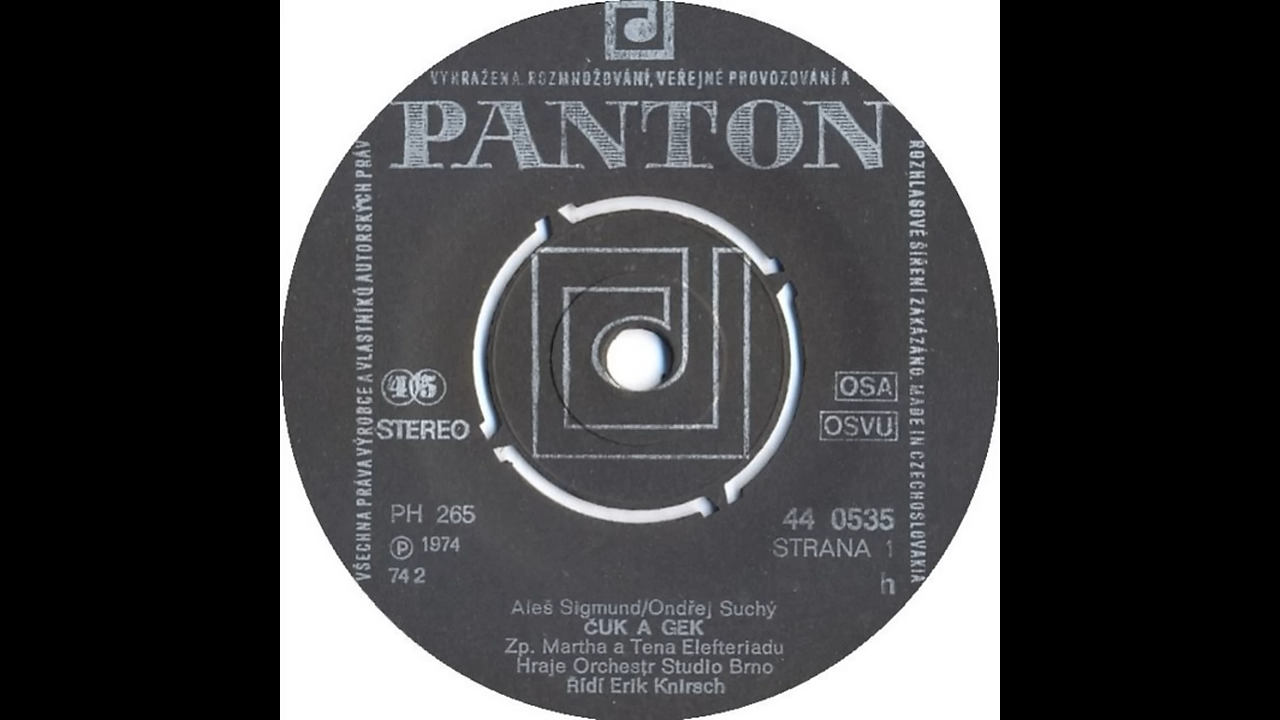 VYHRAŽENA. ROZMNOŽOVÁNÍ, VEŘEJNÉ PROVOZOVÁNÍ A
PANTON
VŠECHNA PRÁVA VÝROBCE A VLASTNÍKŮ AUTORSKÝCH PRÁV
ROZHLASOVÉ ŠÍŘENÍ ZAKÁZÁNO. MADE IN CZECHOSLOVAKIA
45
STEREO
OSA
OSVU
PH 265
℗ 1974
74 2
44 0535
STRANA 1
h
Aleš Sigmund/Ondřej Suchý
ČUK A GEK
Zp. Martha a Tena Elefteriadu
Hraje Orchestr Studio Brno
Řídí Erik Knirsch